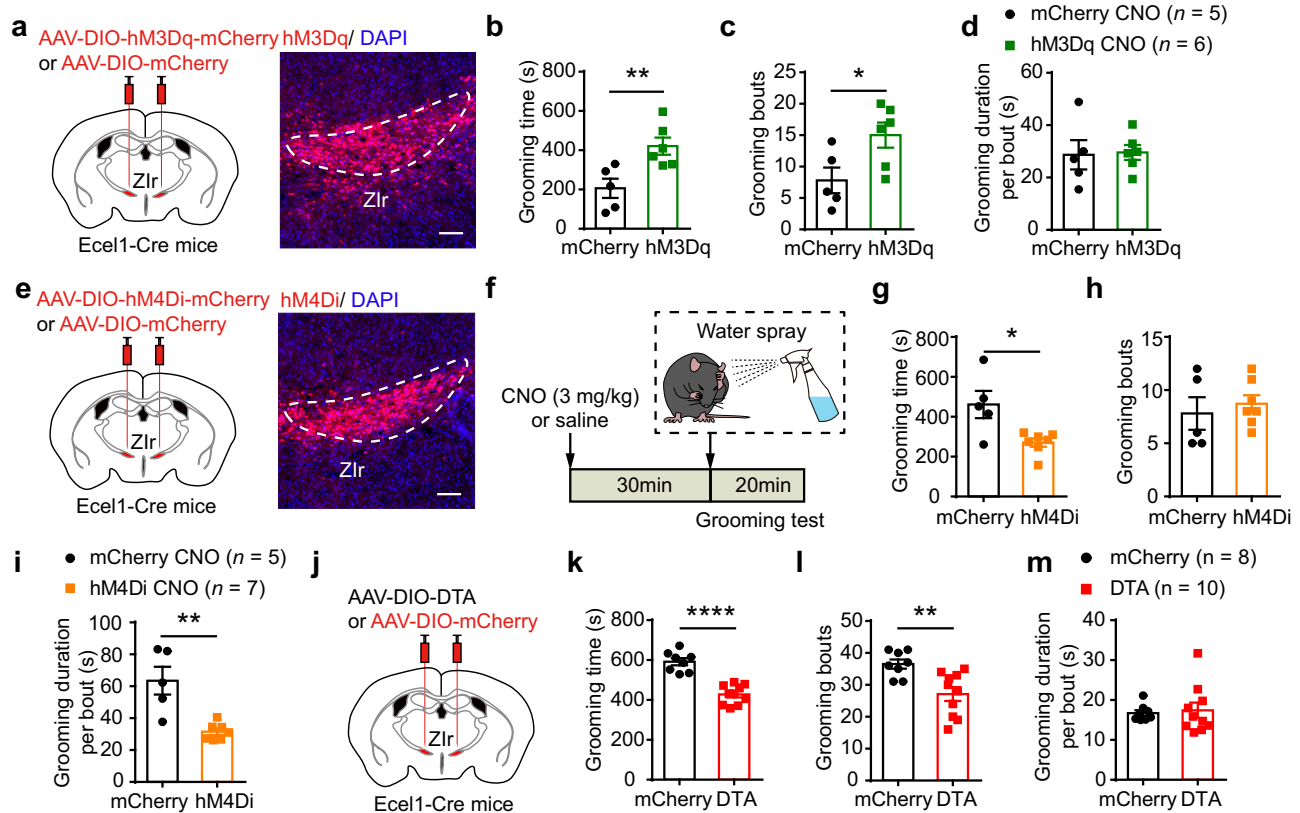 a
AAV-DIO-hM3Dq-mCherry hM3Dq/ DAPI
or AAV-DIO-mCherry
ZIr
Ecel1-Cre mice
ZIr
b
Grooming time (s)
800
600
400
200
0
**
mCherry hM3Dq
c
Grooming bouts
25
20
15
10
5
0
*
mCherry hM3Dq
d
mCherry CNO (n = 5)
hM3Dq CNO (n = 6)
Grooming duration
per bout (s)
60
40
20
0
mCherry hM3Dq
e
AAV-DIO-hM4Di-mCherry hM4Di/ DAPI
or AAV-DIO-mCherry
ZIr
Ecel1-Cre mice
ZIr
f
Water spray
CNO (3 mg/kg)
or saline
30min
20min
Grooming test
g
Grooming time (s)
800
600
400
200
0
*
mCherry hM4Di
h
Grooming bouts
15
10
5
0
mCherry hM4Di
i
mCherry CNO (n = 5)
hM4Di CNO (n = 7)
Grooming duration
per bout (s)
100
80
60
40
20
0
**
mCherry hM4Di
j
AAV-DIO-DTA
or AAV-DIO-mCherry
ZIr
Ecel1-Cre mice
k
Grooming time (s)
800
600
400
200
0
****
mCherry DTA
l
Grooming bouts
50
40
30
20
10
0
**
mCherry DTA
m
mCherry (n = 8)
DTA (n = 10)
Grooming duration
per bout (s)
40
30
20
10
0
mCherry DTA